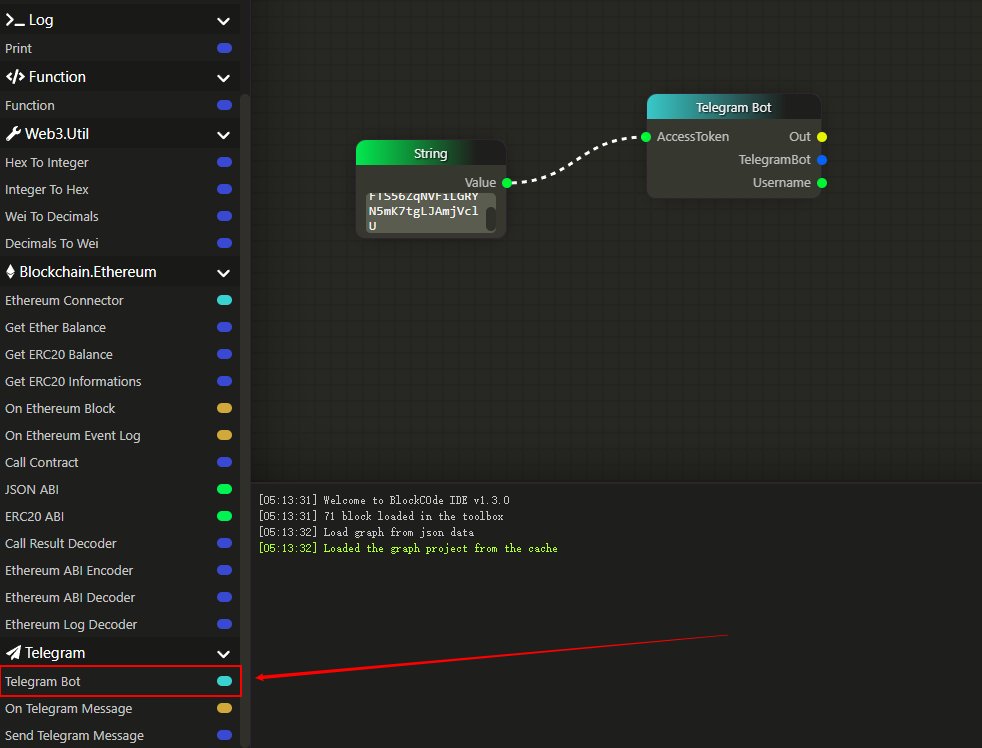 Log
Print
Function
Function
Web3.Util
Hex To Integer
Integer To Hex
Wei To Decimals
Decimals To Wei
Blockchain.Ethereum
Ethereum Connector
Get Ether Balance
Get ERC20 Balance
Get ERC20 Informations
On Ethereum Block
On Ethereum Event Log
Call Contract
JSON ABI
ERC20 ABI
Call Result Decoder
Ethereum ABI Encoder
Ethereum ABI Decoder
Ethereum Log Decoder
Telegram
Telegram Bot
On Telegram Message
Send Telegram Message
String
Value
N5mK7tgLJAmjVcl
U
Telegram Bot
AccessToken
Out
TelegramBot
Username
[05:13:31] Welcome to BlockCOde IDE v1.3.0
[05:13:31] 71 block loaded in the toolbox
[05:13:32] Load graph from json data
[05:13:32] Loaded the graph project from the cache